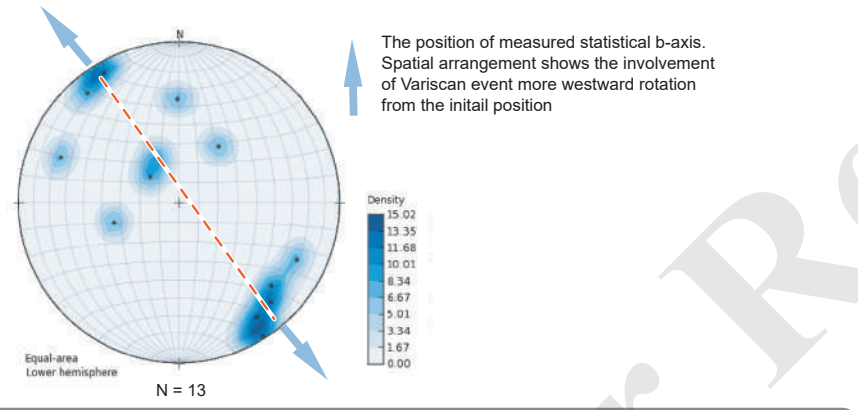 N
The position of measured statistical b-axis.
Spatial arrangement shows the involvement
of Variscan event more westward rotation
from the initail position
Density
15.02
13.35
11.68
10.01
8.34
6.67
5.01
3.34
1.67
0.00
Equal-area
Lower hemisphere
N = 13
r Re